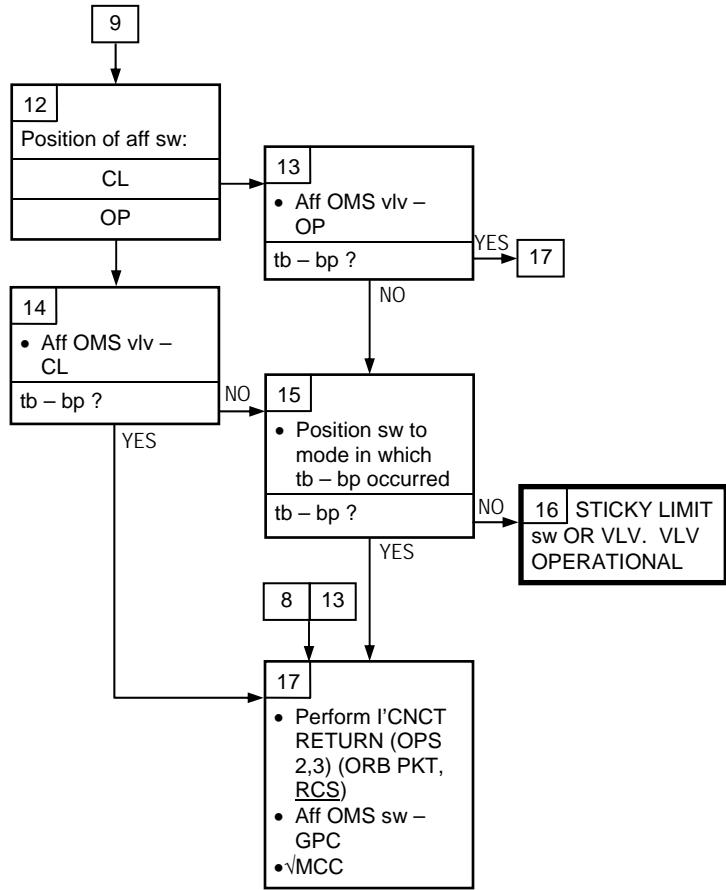 9
12
Position of aff sw:
CL
OP
13
• Aff OMS vlv –
OP
tb – bp ?
YES
17
NO
14
• Aff OMS vlv –
CL
tb – bp ?
NO
YES
15
• Position sw to
mode in which
tb – bp occurred
tb – bp ?
NO
YES
16 STICKY LIMIT
sw OR VLV. VLV
OPERATIONAL
8 13
17
• Perform I'CNCT
RETURN (OPS
2,3) (ORB PKT,
RCS)
• Aff OMS sw –
GPC
•√MCC